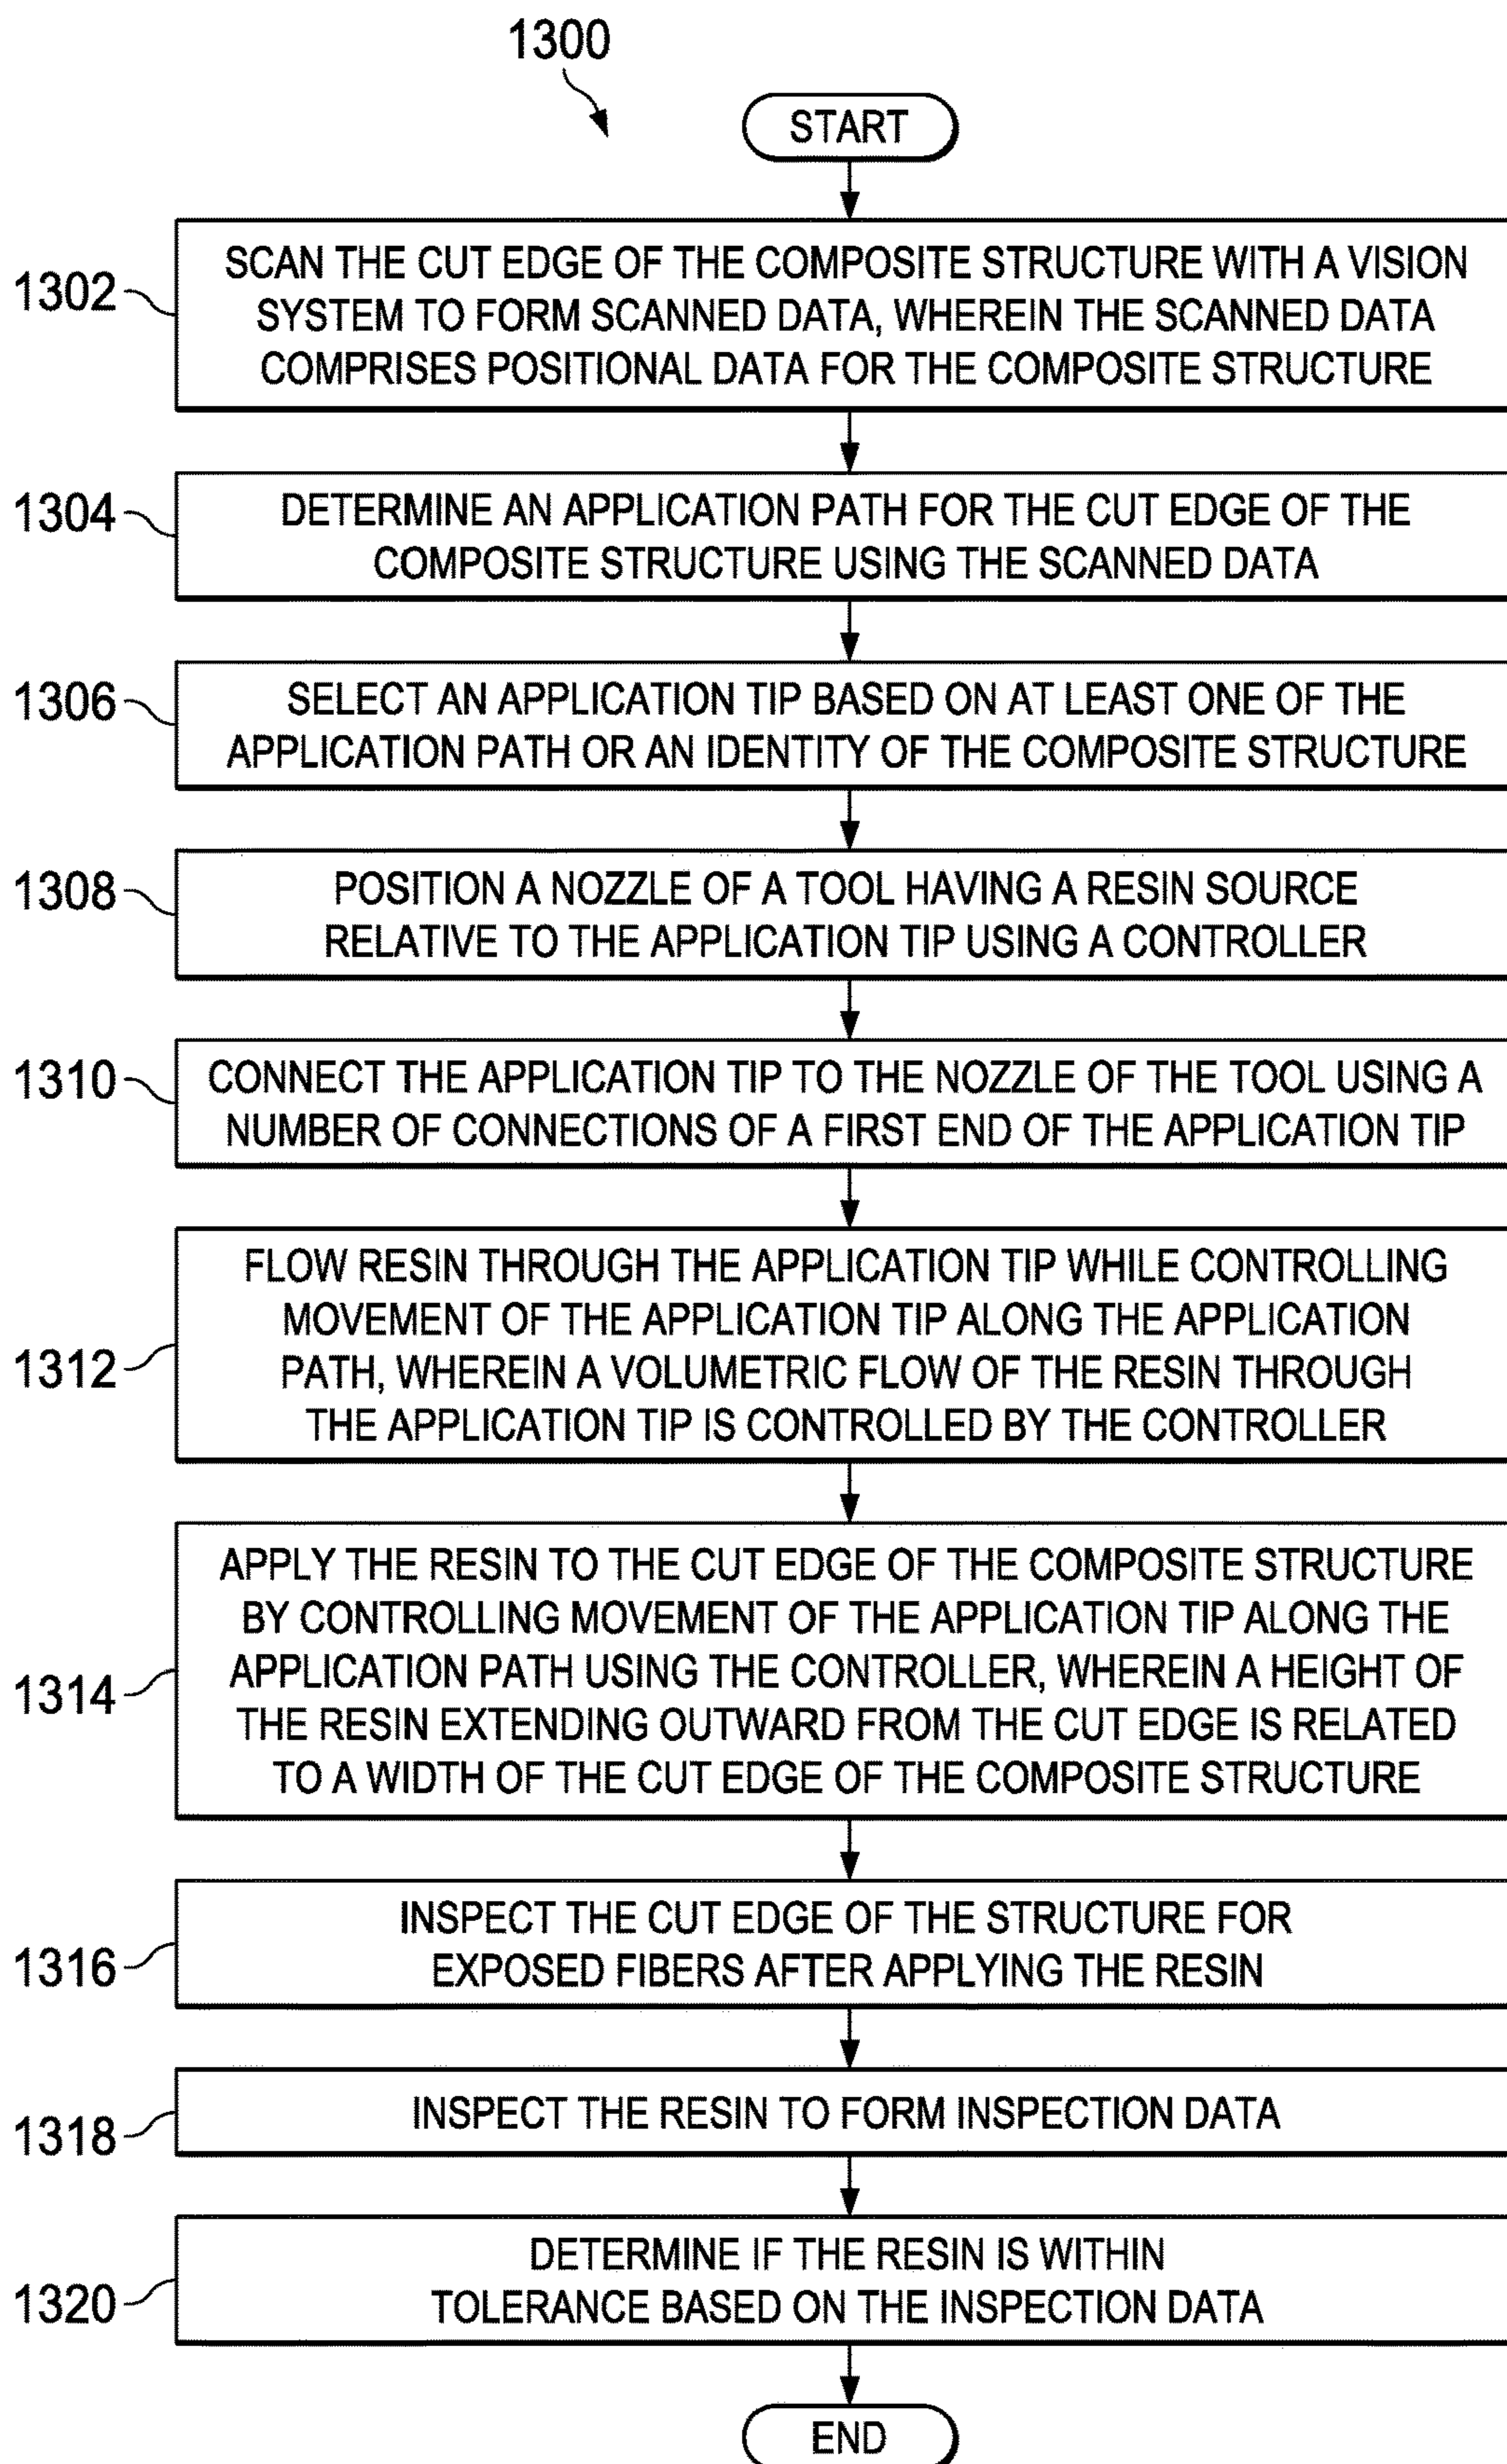 1300
START
1302
SCAN THE CUT EDGE OF THE COMPOSITE STRUCTURE WITH A VISION
SYSTEM TO FORM SCANNED DATA, WHEREIN THE SCANNED DATA
COMPRISES POSITIONAL DATA FOR THE COMPOSITE STRUCTURE
1304
DETERMINE AN APPLICATION PATH FOR THE CUT EDGE OF THE
COMPOSITE STRUCTURE USING THE SCANNED DATA
1306
SELECT AN APPLICATION TIP BASED ON AT LEAST ONE OF THE
APPLICATION PATH OR AN IDENTITY OF THE COMPOSITE STRUCTURE
1308
POSITION A NOZZLE OF A TOOL HAVING A RESIN SOURCE
RELATIVE TO THE APPLICATION TIP USING A CONTROLLER
1310
CONNECT THE APPLICATION TIP TO THE NOZZLE OF THE TOOL USING A
NUMBER OF CONNECTIONS OF A FIRST END OF THE APPLICATION TIP
1312
FLOW RESIN THROUGH THE APPLICATION TIP WHILE CONTROLLING
MOVEMENT OF THE APPLICATION TIP ALONG THE APPLICATION
PATH, WHEREIN A VOLUMETRIC FLOW OF THE RESIN THROUGH
THE APPLICATION TIP IS CONTROLLED BY THE CONTROLLER
1314
APPLY THE RESIN TO THE CUT EDGE OF THE COMPOSITE STRUCTURE
BY CONTROLLING MOVEMENT OF THE APPLICATION TIP ALONG THE
APPLICATION PATH USING THE CONTROLLER, WHEREIN A HEIGHT OF
THE RESIN EXTENDING OUTWARD FROM THE CUT EDGE IS RELATED
TO A WIDTH OF THE CUT EDGE OF THE COMPOSITE STRUCTURE
1316
INSPECT THE CUT EDGE OF THE STRUCTURE FOR
EXPOSED FIBERS AFTER APPLYING THE RESIN
1318
INSPECT THE RESIN TO FORM INSPECTION DATA
1320
DETERMINE IF THE RESIN IS WITHIN
TOLERANCE BASED ON THE INSPECTION DATA
END